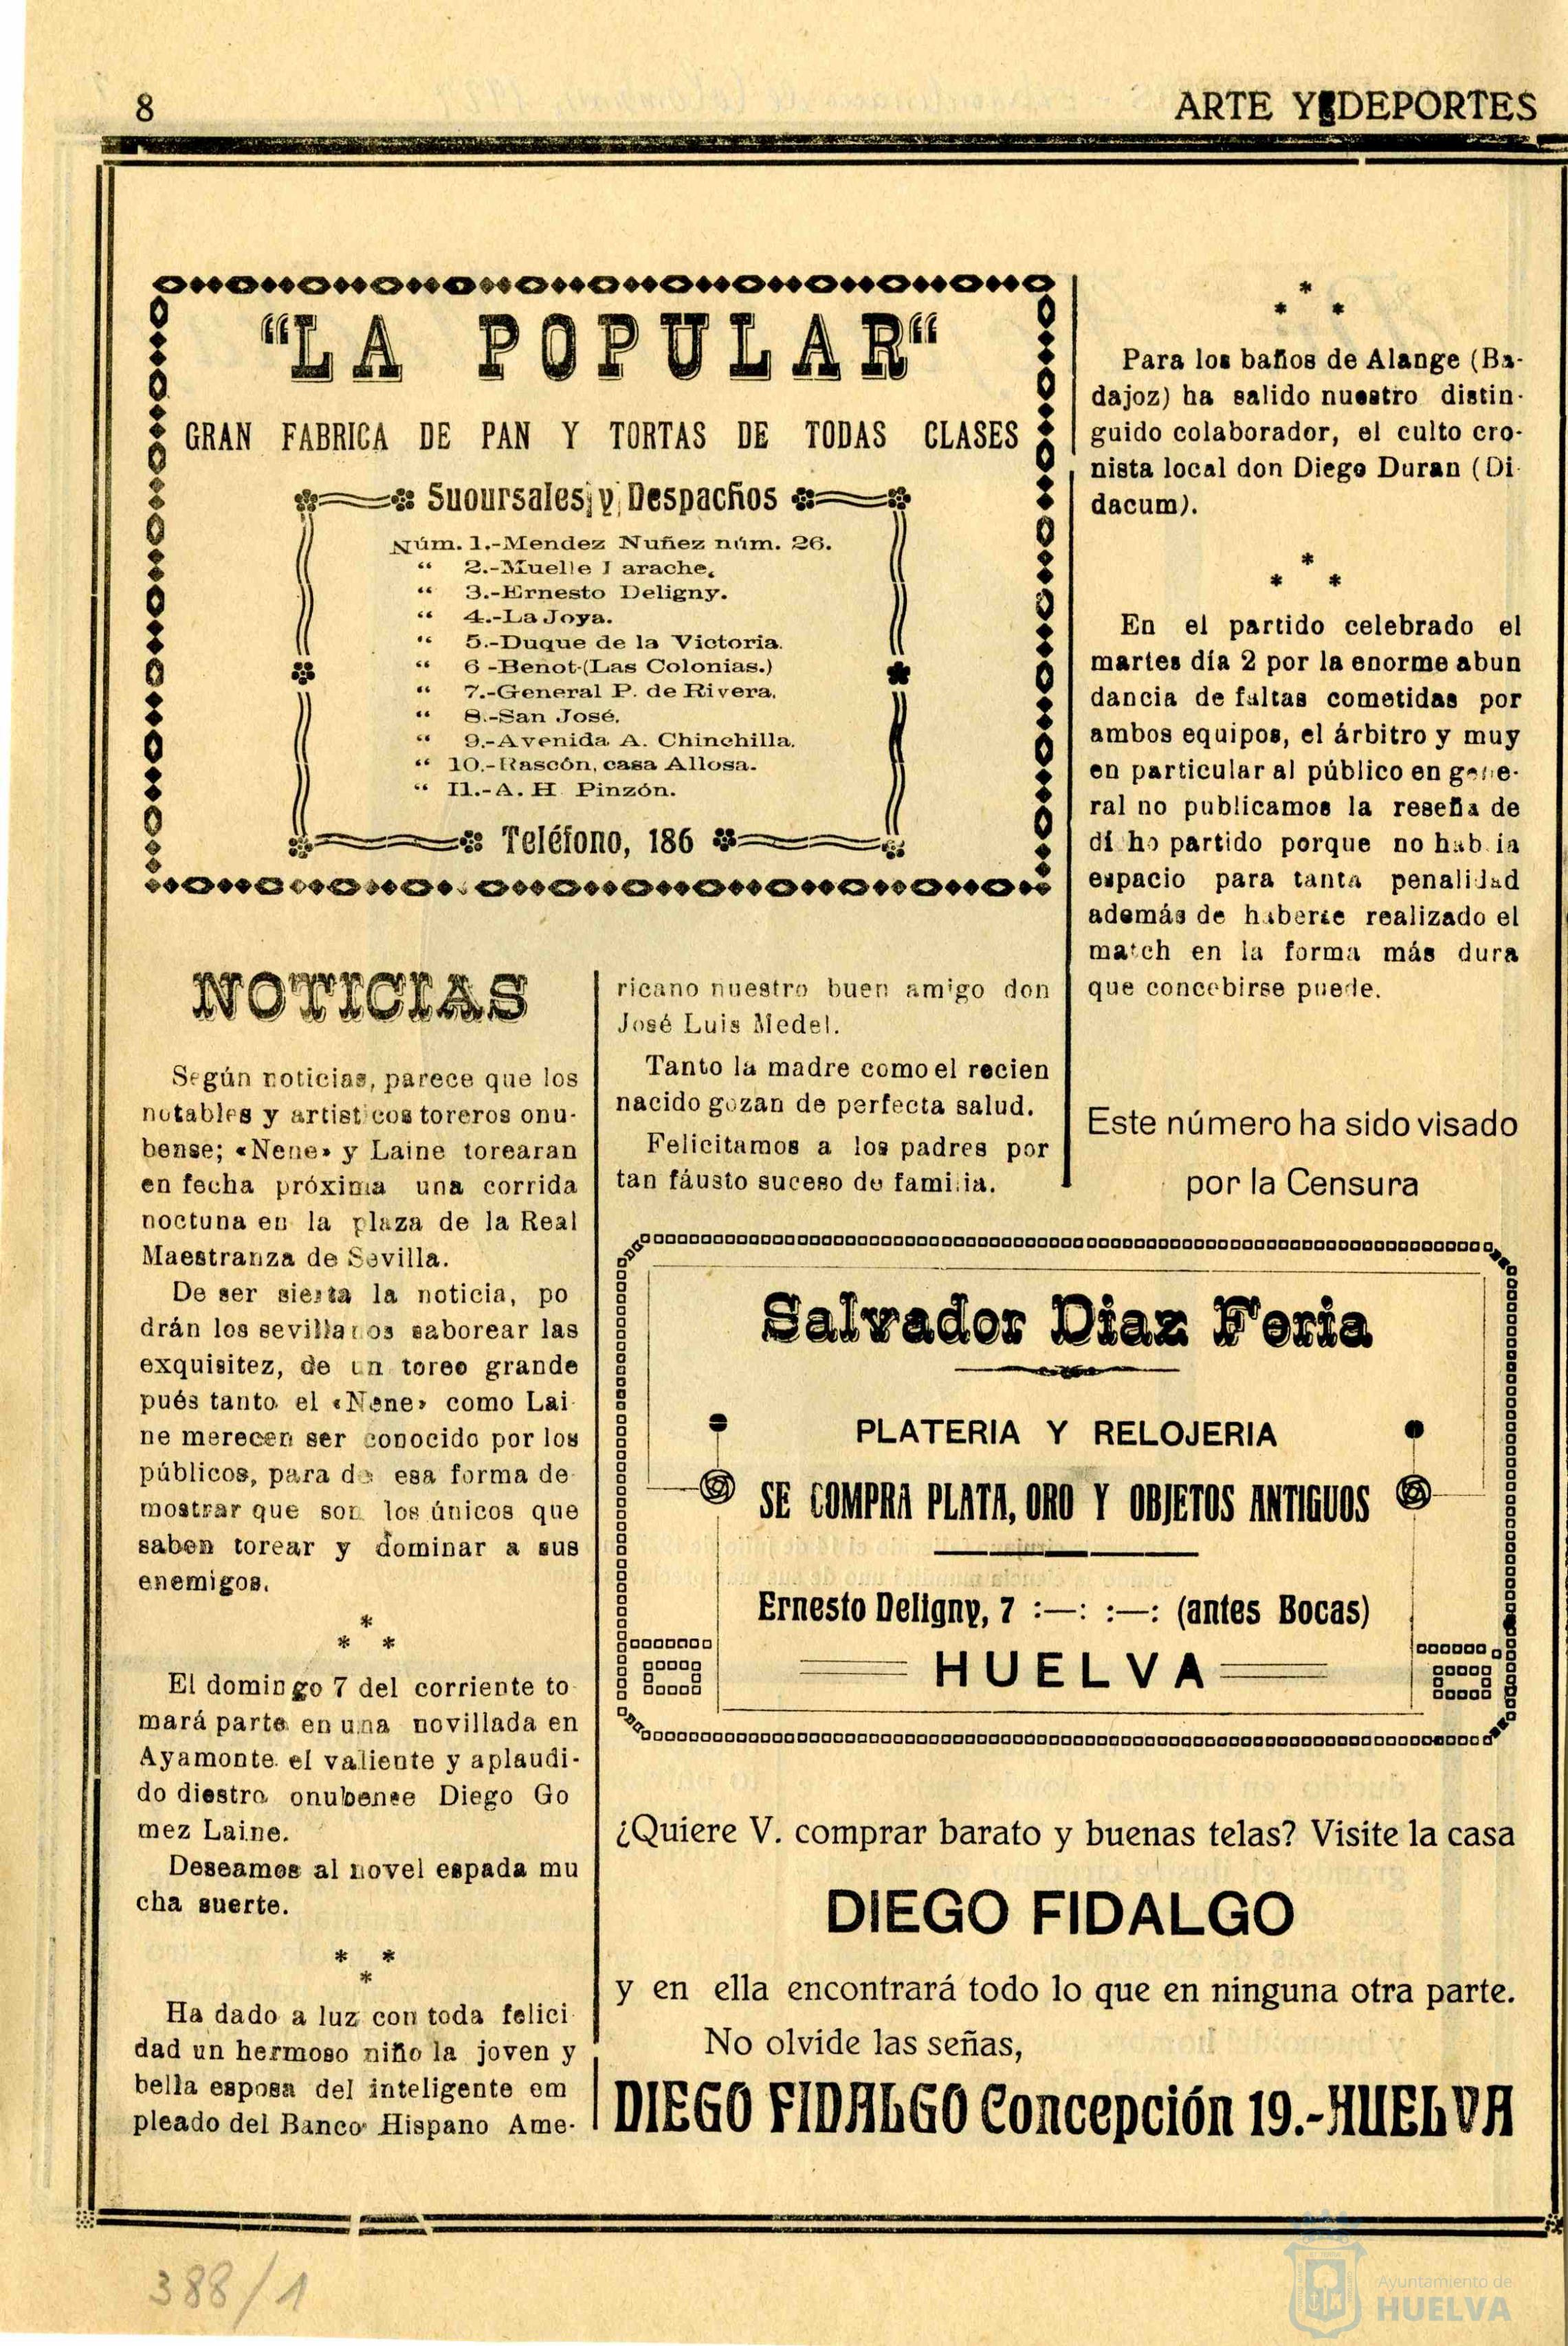 8
ARTE Y DEPORTES
"LA POPULAR"
GRAN FABRICA DE PAN Y TORTAS DE TODAS CLASES
Sucursales y Despachos
Núm. 1.-Mendez Nuñez núm. 26.
“ 2.-Muelle arache.
“ 3.-Ernesto Deligny.
“ 4.-La Joya.
“ 5.-Duque de la Victoria.
“ 6 -Benot-(Las Colonias.)
“ 7.-General P. de Rivera.
“ 8.-San José.
“ 9.-Avenida A. Chinchilla.
“ 10.-Rascón, casa Allosa.
“ 11.-A. H Pinzón.
Teléfono, 186
NOTICIAS
Según noticias, parece que los
notables y artisticos toreros onu-
bense; «Nene» y Laine torearan
en fecha próxima una corrida
noctuna en la plaza de la Real
Maestranza de Sevilla.
De ser sierta la noticia, po
drán los sevillanos saborear las
exquisitez, de un toreo grande
pués tanto el «Nene» como Lai
ne merecen ser conocido por los
públicos, para de esa forma de
mostrar que son los únicos que
saben torear y dominar a sus
enemigos.
* * *
El domingo 7 del corriente to
mará parte en una novillada en
Ayamonte el valiente y aplaudi-
do diestro onubense Diego Go
mez Laine.
Deseamos al novel espada mu
cha suerte.
* * *
Ha dado a luz con toda felici
dad un hermoso niño la joven y
bella esposa del inteligente em
pleado del Banco Hispano Ame-
ricano nuestro buen amigo don
José Luis Medel.
Tanto la madre como el recien
nacido gozan de perfecta salud.
Felicitamos a los padres por
tan fáusto suceso de familia.
* * *
Para los baños de Alange (Ba-
dajoz) ha salido nuestro distin-
guido colaborador, el culto cro-
nista local don Diego Duran (Di
dacum).
* * *
En el partido celebrado el
martes día 2 por la enorme abun
dancia de faltas cometidas por
ambos equipos, el árbitro y muy
en particular al público en gene-
ral no publicamos la reseña de
dicho partido porque no habia
espacio para tanta penalidad
además de haberse realizado el
match en la forma más dura
que concebirse puede.
Este número ha sido visado
por la Censura
Salvador Diaz Feria
PLATERIA Y RELOJERIA
SE COMPRA PLATA, ORO Y OBJETOS ANTIGUOS
Ernesto Deligny, 7 :—: :—: (antes Bocas)
HUELVA
¿Quiere V. comprar barato y buenas telas? Visite la casa
DIEGO FIDALGO
y en ella encontrará todo lo que en ninguna otra parte.
No olvide las señas,
DIEGO FIDALGO Concepción 19.-HUELVA
388/1
Ayuntamiento de
HUELVA